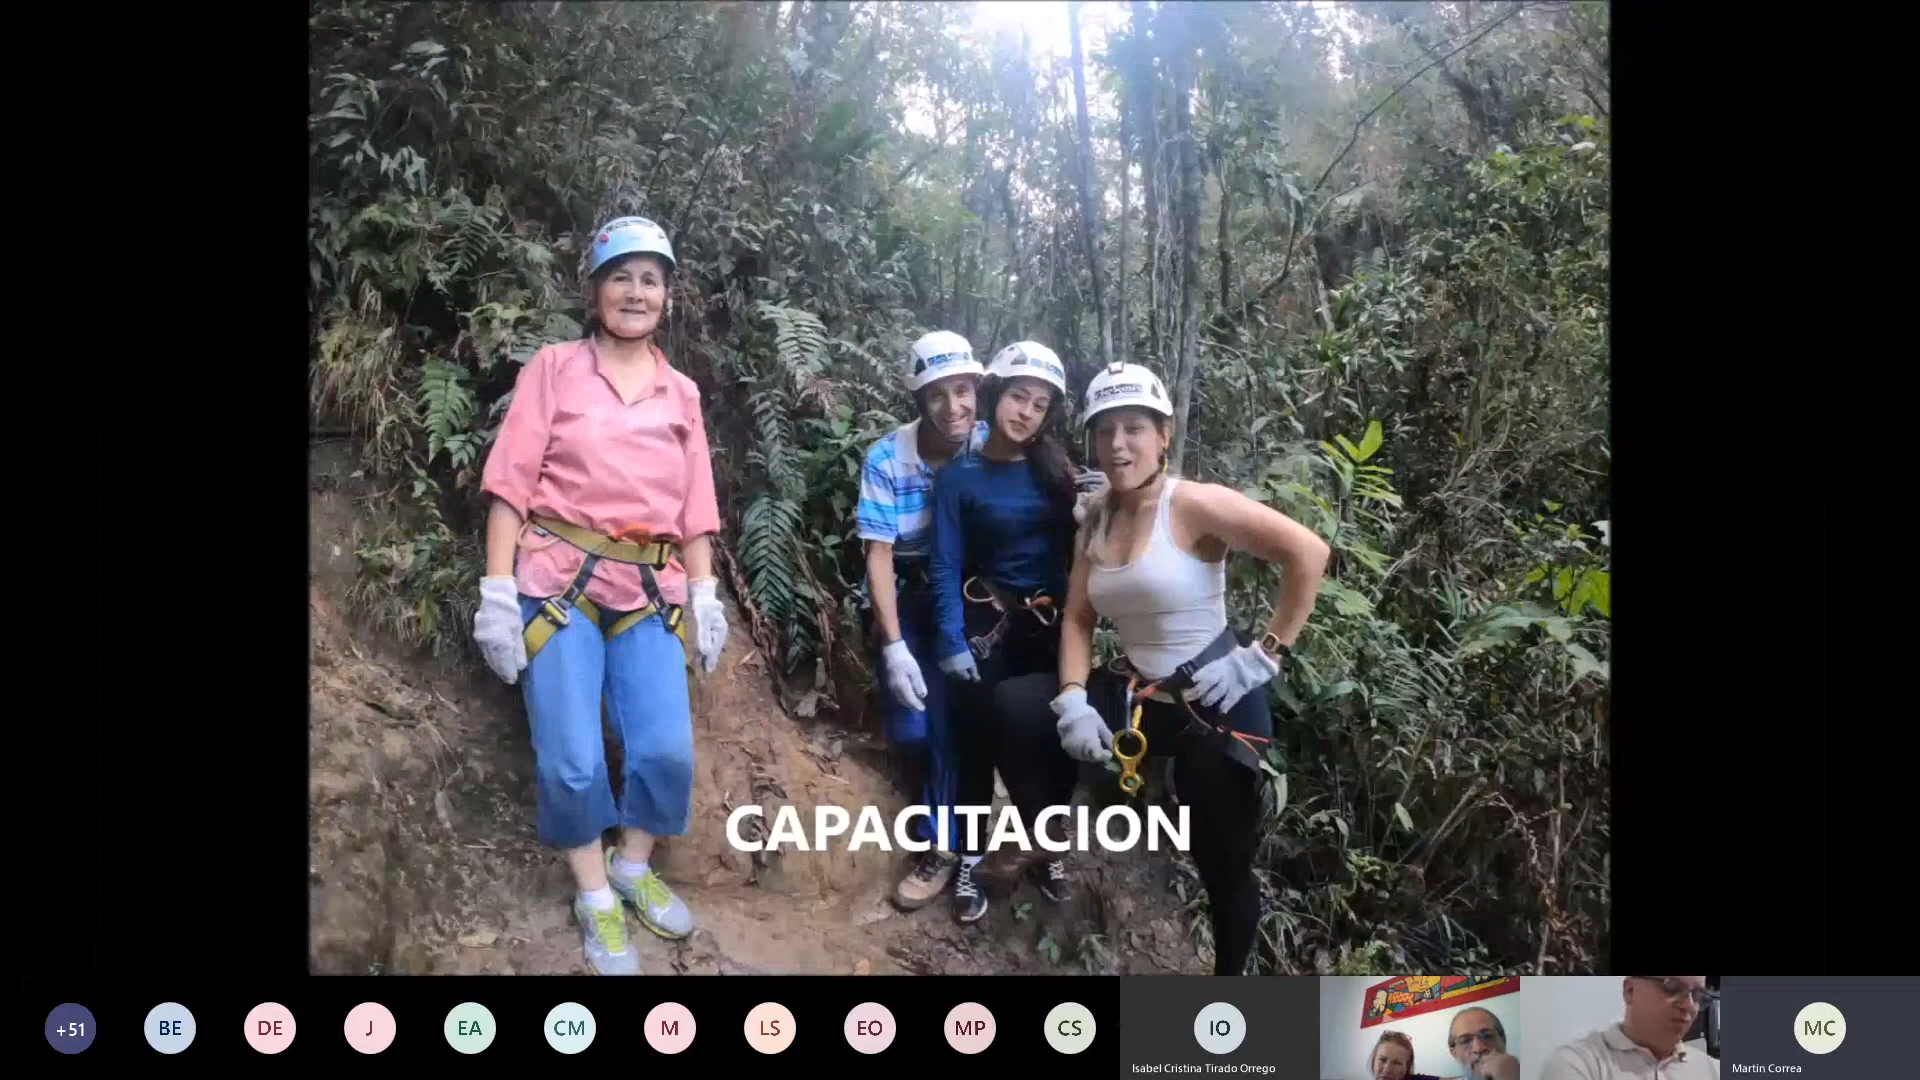 CAPACITACION
+51
BE
DE
J
EA
CM
M
LS
EO
MP
CS
IO
Isabel Cristina Tirado Orrego
MC
Martin Correa